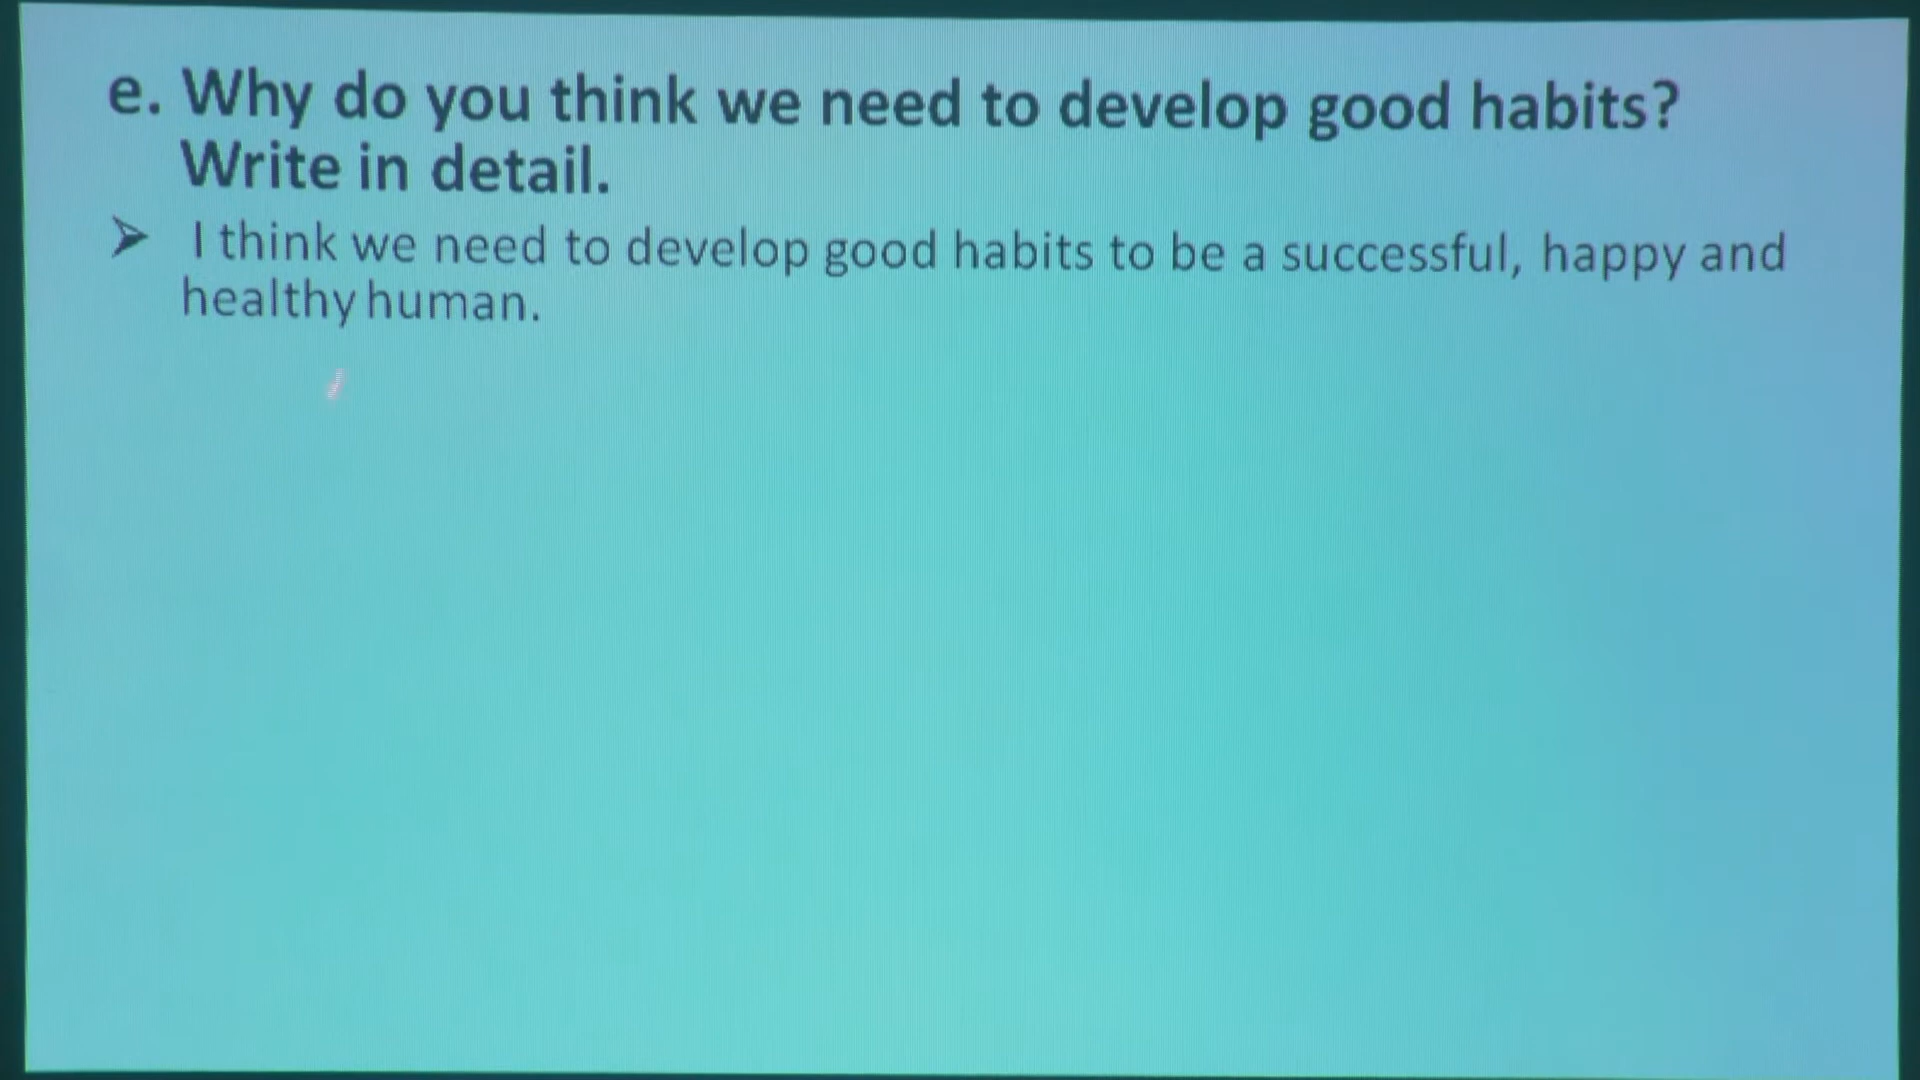 e. Why do you think we need to develop good habits?
Write in detail.
➤ I think we need to develop good habits to be a successful, happy and
healthy human.